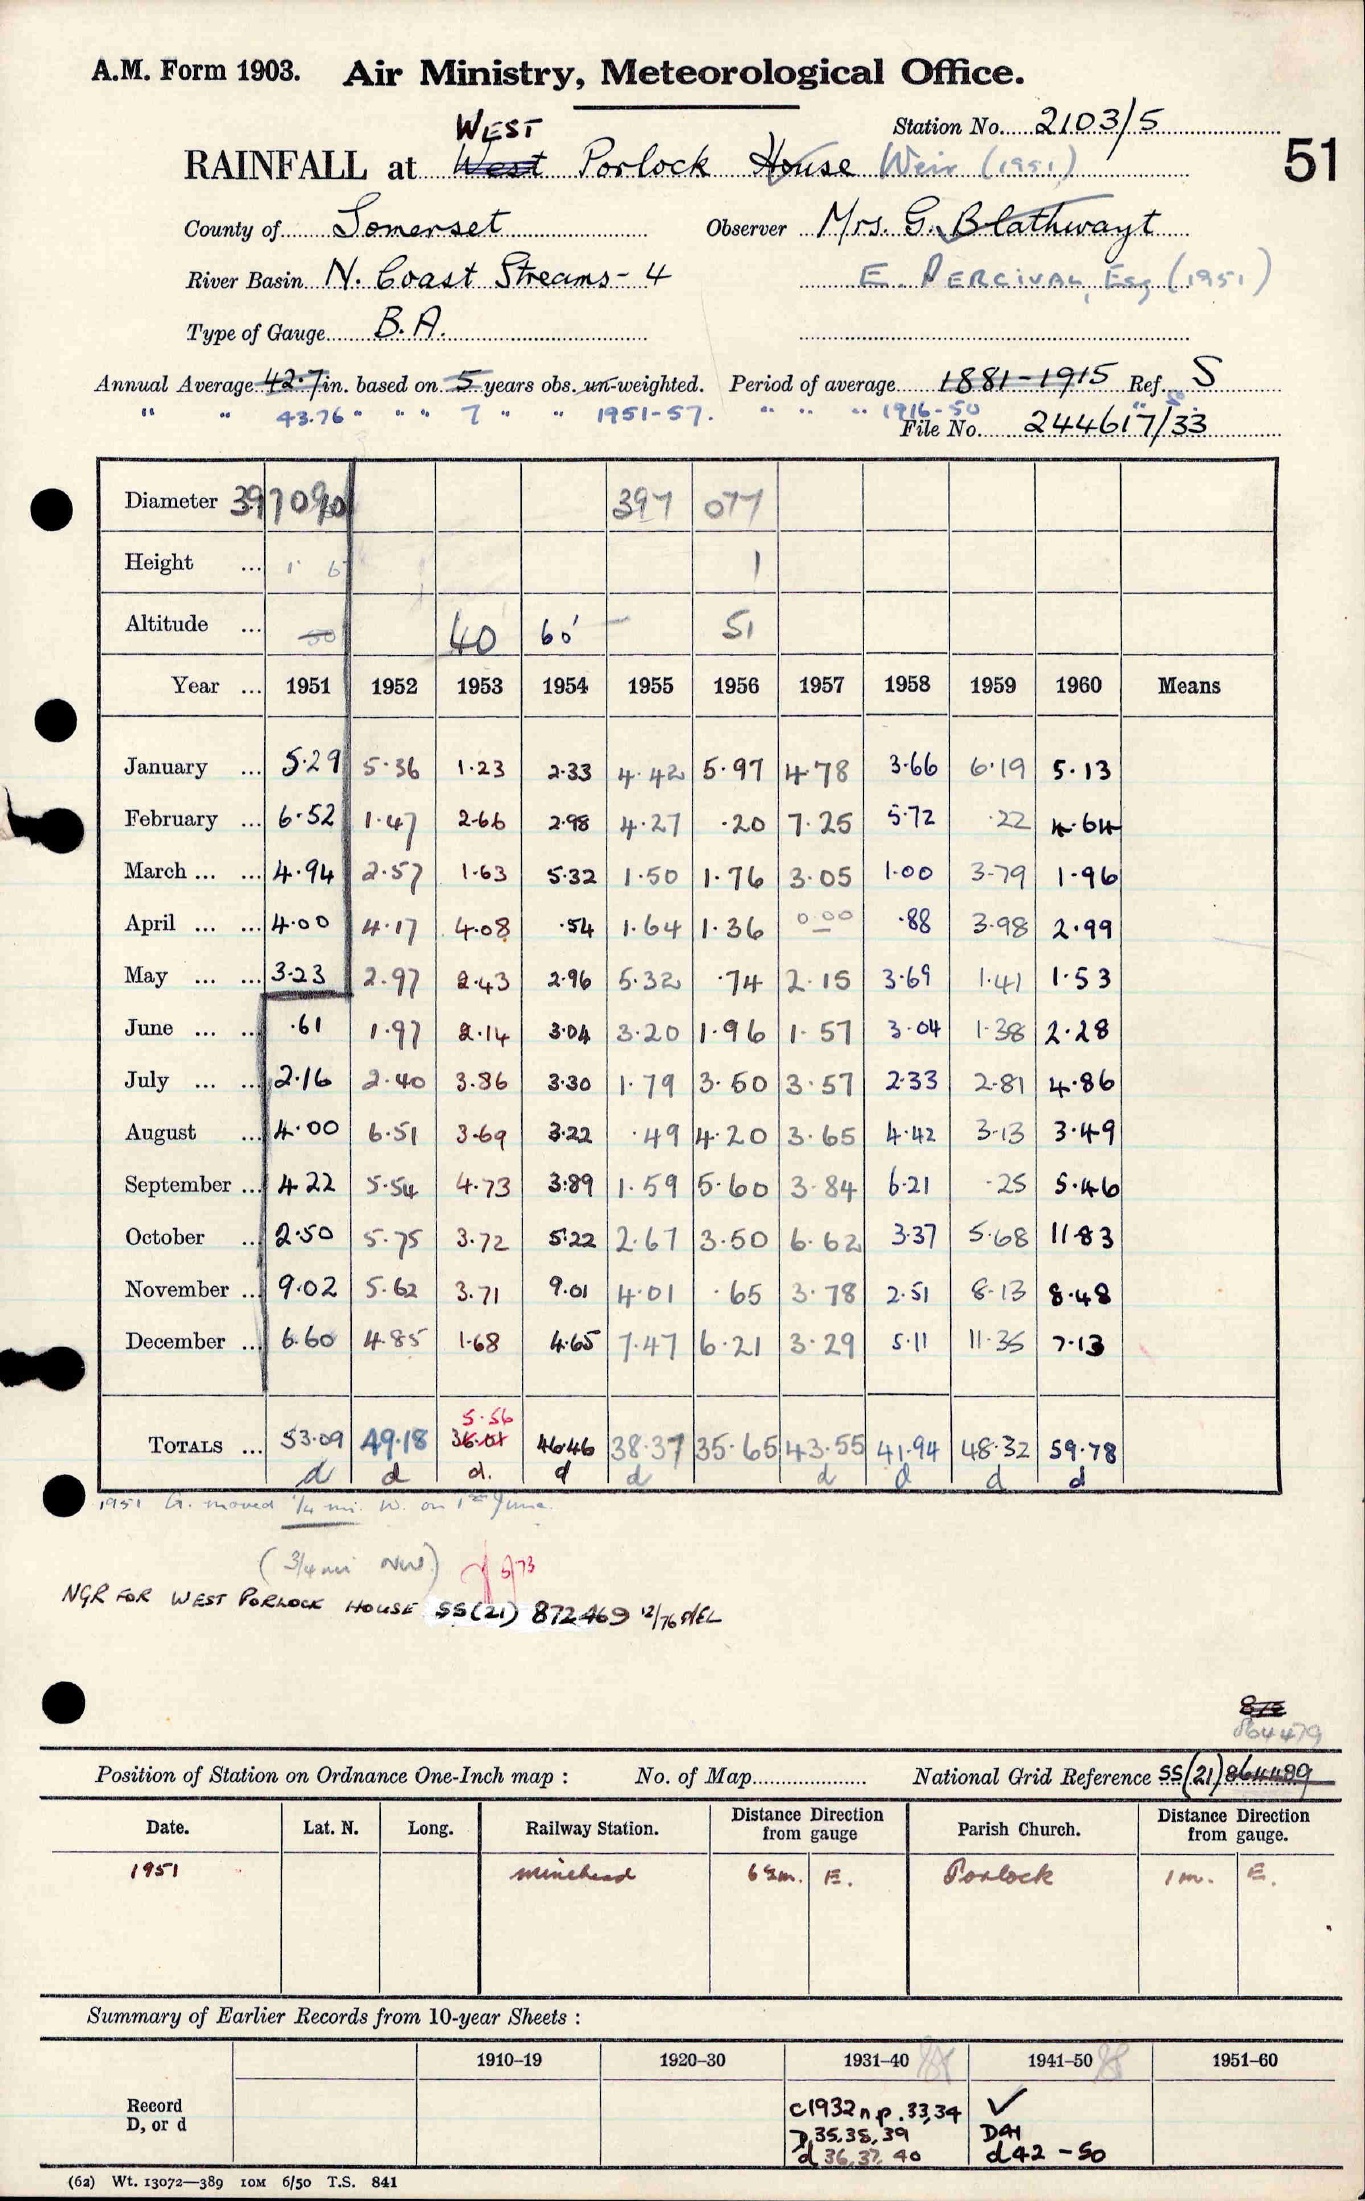 A.M. Form 1903. Air Ministry, Meteorological Office.
Station No. 2103/5
51
WEST
RAINFALL at West Porlock House Weir (1951)
County of Somerset Observer Mrs. G. Blathwayt
River Basin N. Coast Streams - 4 E. PERCIVAL, Esq (1951)
Type of Gauge B.A.
Annual Average 42.7 in. based on 5 years obs. un-weighted. Period of average 1881-1915 Ref. S
" " 43.76 " " " 7 " " 1951-57. " " " 1916-50 " 50
File No. 244617/33
Diameter 397 077
Height ... 1 6 1
Altitude ... 50 40 60' 51
Year ... 1951 1952 1953 1954 1955 1956 1957 1958 1959 1960 Means
January ... 5.29 5.36 1.23 2.33 4.42 5.97 4.78 3.66 6.19 5.13
February ... 6.52 1.47 2.66 2.98 4.27 .20 7.25 5.72 .22 4.64
March ... ... 4.94 2.57 1.63 5.32 1.50 1.76 3.05 1.00 3.79 1.96
April ... ... 4.00 4.17 4.08 .54 1.64 1.36 0.00 .88 3.98 2.99
May ... ... 3.23 2.97 2.43 2.96 5.32 .74 2.15 3.69 1.41 1.53
June ... ... .61 1.97 2.14 3.04 3.20 1.96 1.57 3.04 1.38 2.28
July ... ... 2.16 2.40 3.86 3.30 1.79 3.50 3.57 2.33 2.81 4.86
August ... 4.00 6.51 3.69 3.22 .49 4.20 3.65 4.42 3.13 3.49
September ... 4.22 5.54 4.73 3.89 1.59 5.60 3.84 6.21 .25 5.46
October ... 2.50 5.75 3.72 5.22 2.67 3.50 6.62 3.37 5.68 11.83
November ... 9.02 5.62 3.71 9.01 4.01 .65 3.78 2.51 8.13 8.48
December ... 6.60 4.85 1.68 4.65 7.47 6.21 3.29 5.11 11.35 7.13
5.56
TOTALS ... 53.09 49.18 46.46 38.37 35.65 43.55 41.94 48.32 59.78
d d d. d d d d d d
1951 G. moved 1/4 mi. W. on 1st June.
(3/4 mi NW) 5/73
NGR FOR WEST PORLOCK HOUSE SS(21) 872469 12/76
872
864479
Position of Station on Ordnance One-Inch map : No. of Map National Grid Reference SS(21) 864489
Date. Lat. N. Long. Railway Station. Distance Direction from gauge Parish Church. Distance Direction from gauge.
1951 Minehead 6½m. E. Porlock 1 m. E.
Summary of Earlier Records from 10-year Sheets :
1910–19 1920–30 1931–40 1941–50 1951–60
Record D, or d
c1932 n.p. 33,34 ✓
D 35.38,39 D41
d 36.37. 40 d42 - 50
(62) Wt. 13072—389 10M 6/50 T.S. 841